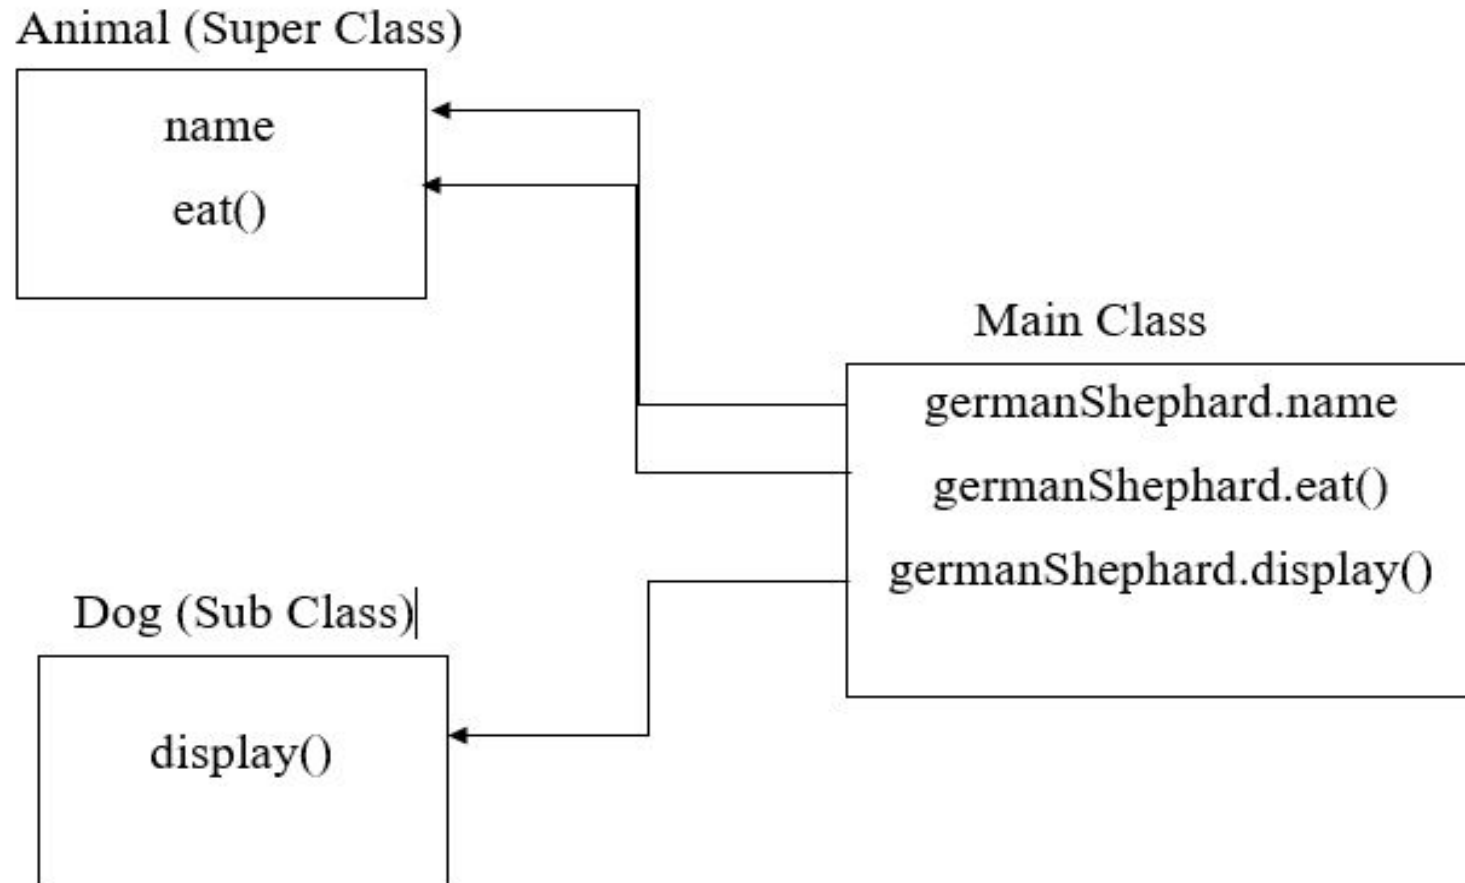 Animal (Super Class)
name
eat()
Main Class
germanShephard.name
germanShephard.eat()
germanShephard.display()
Dog (Sub Class)
display()